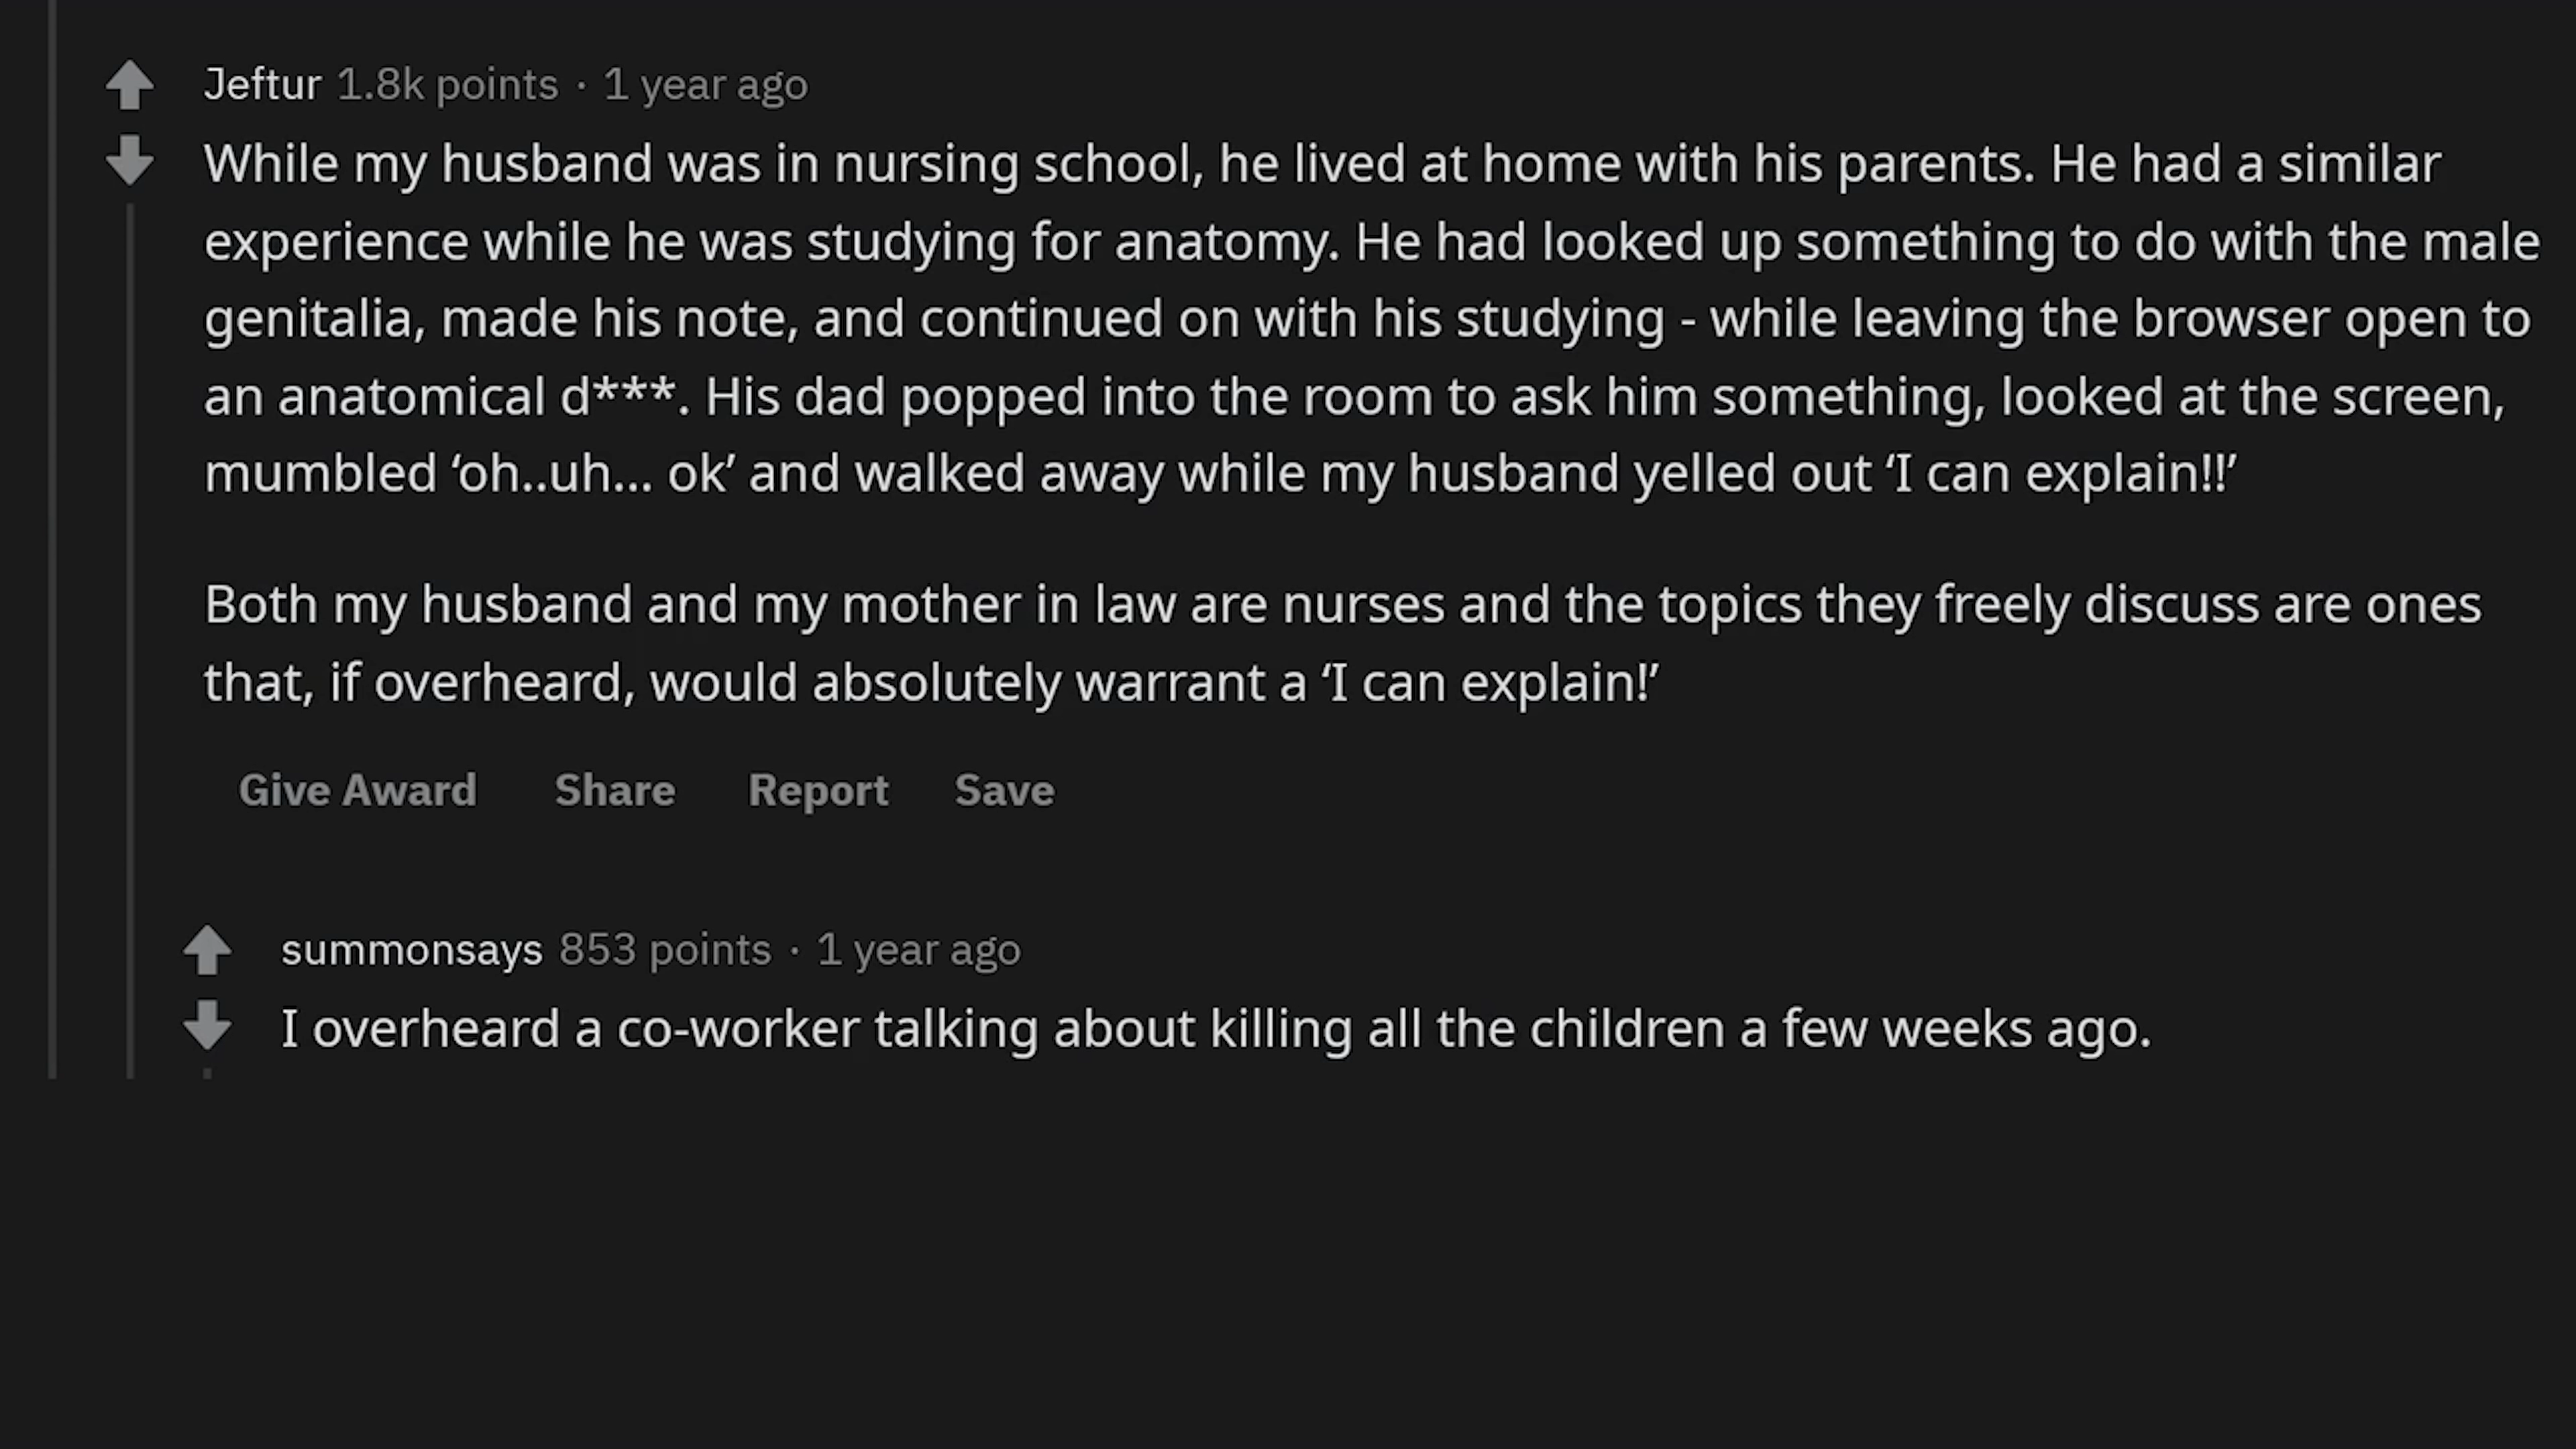 Jeftur 1.8k points · 1 year ago
While my husband was in nursing school, he lived at home with his parents. He had a similar
experience while he was studying for anatomy. He had looked up something to do with the male
genitalia, made his note, and continued on with his studying - while leaving the browser open to
an anatomical d***. His dad popped into the room to ask him something, looked at the screen,
mumbled ‘oh..uh... ok’ and walked away while my husband yelled out ‘I can explain!!’
Both my husband and my mother in law are nurses and the topics they freely discuss are ones
that, if overheard, would absolutely warrant a ‘I can explain!’
Give Award Share Report Save
summonsays 853 points · 1 year ago
I overheard a co-worker talking about killing all the children a few weeks ago.